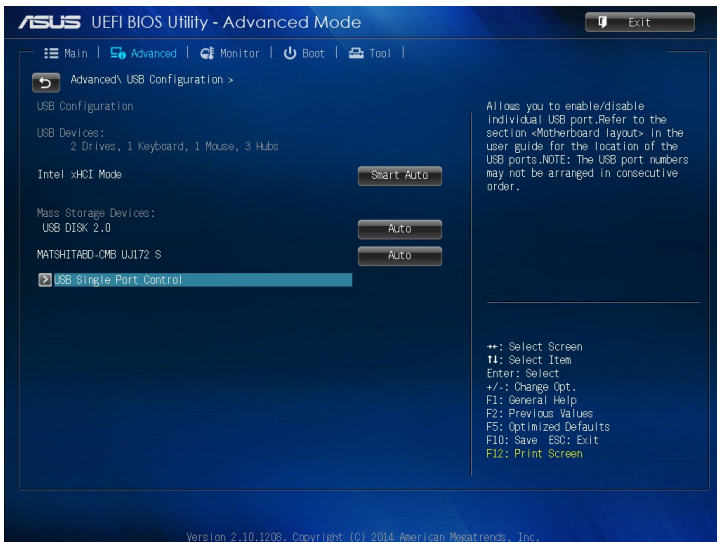 ASUS UEFI BIOS Utility - Advanced Mode
Exit
Main | Advanced | Monitor | Boot | Tool |
Advanced\ USB Configuration >
USB Configuration
USB Devices:
2 Drives, 1 Keyboard, 1 Mouse, 3 Hubs
Intel xHCI Mode
Smart Auto
Mass Storage Devices:
USB DISK 2.0
Auto
MATSHITABD-CMB UJ172 S
Auto
USB Single Port Control
Allows you to enable/disable
individual USB port.Refer to the
section <Motherboard layout> in the
user guide for the location of the
USB ports.NOTE: The USB port numbers
may not be arranged in consecutive
order.
→←: Select Screen
↑↓: Select Item
Enter: Select
+/-: Change Opt.
F1: General Help
F2: Previous Values
F5: Optimized Defaults
F10: Save ESC: Exit
F12: Print Screen
Version 2.10.1208. Copyright (C) 2014 American Megatrends, Inc.